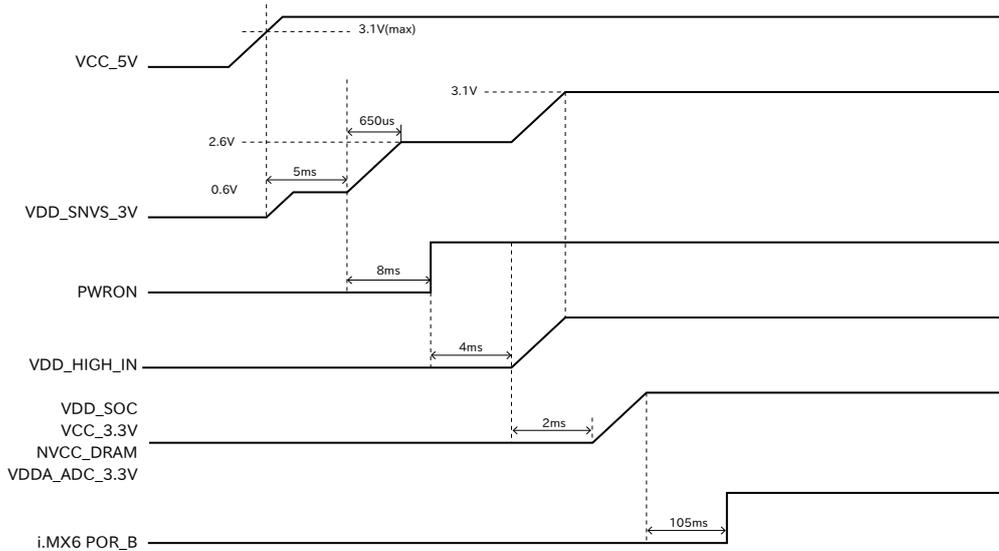 3.1V(max)
VCC_5V
3.1V
650us
2.6V
5ms
0.6V
VDD_SNVS_3V
8ms
PWRON
4ms
VDD_HIGH_IN
VDD_SOC
VCC_3.3V
2ms
NVCC_DRAM
VDDA_ADC_3.3V
105ms
i.MX6 POR_B